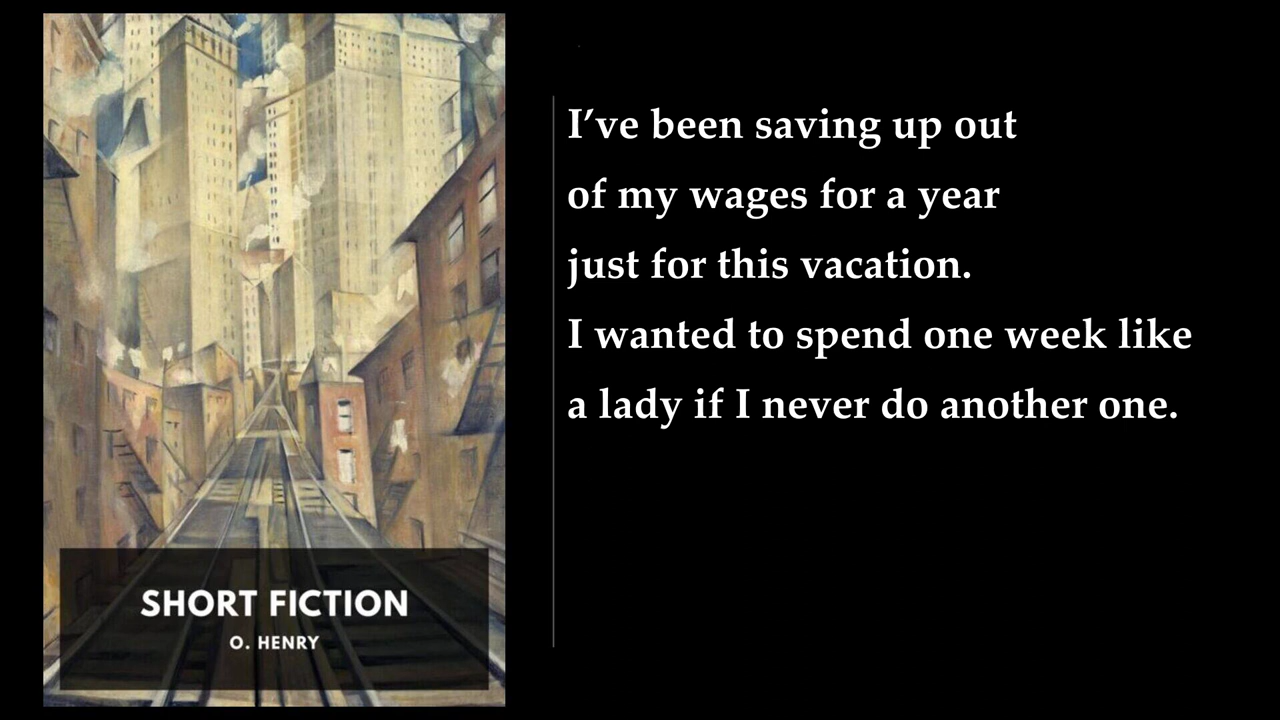 I’ve been saving up out
of my wages for a year
just for this vacation.
I wanted to spend one week like
a lady if I never do another one.
SHORT FICTION
O. HENRY